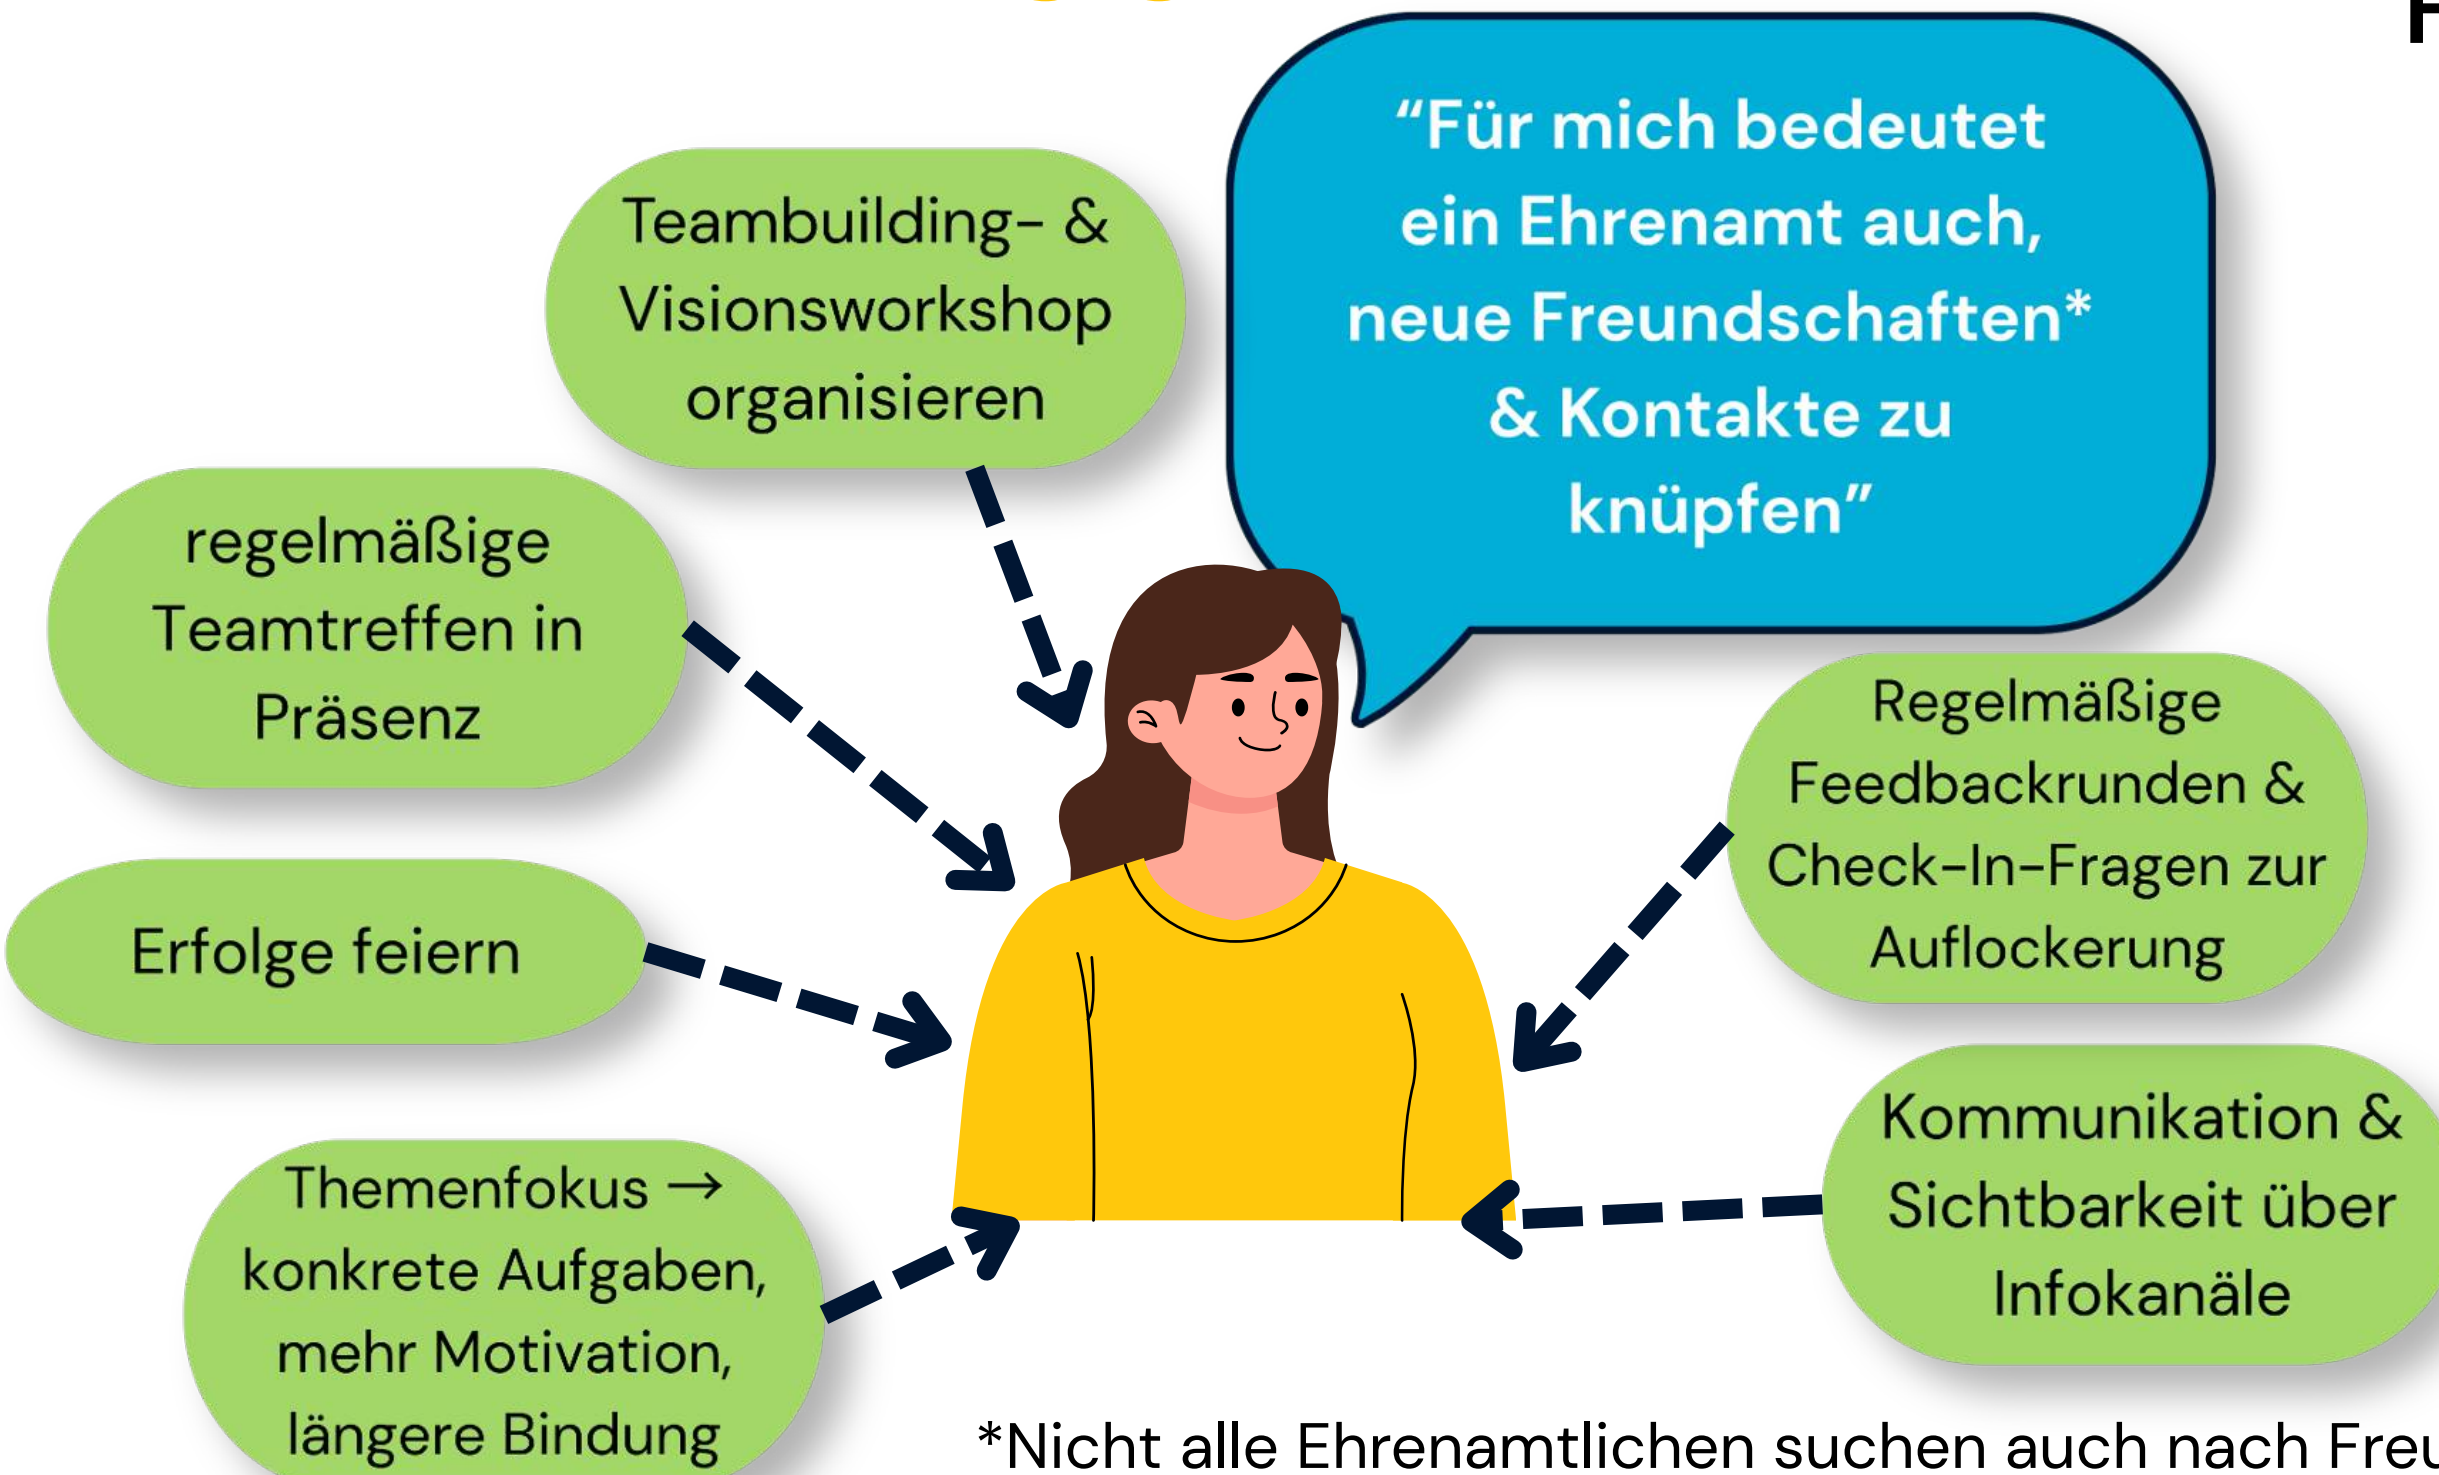 “Für mich bedeutet
ein Ehrenamt auch,
neue Freundschaften*
& Kontakte zu
knüpfen”
Teambuilding- &
Visionsworkshop
organisieren
regelmäßige
Teamtreffen in
Präsenz
Erfolge feiern
Themenfokus →
konkrete Aufgaben,
mehr Motivation,
längere Bindung
Regelmäßige
Feedbackrunden &
Check-In-Fragen zur
Auflockerung
Kommunikation &
Sichtbarkeit über
Infokanäle
*Nicht alle Ehrenamtlichen suchen auch nach